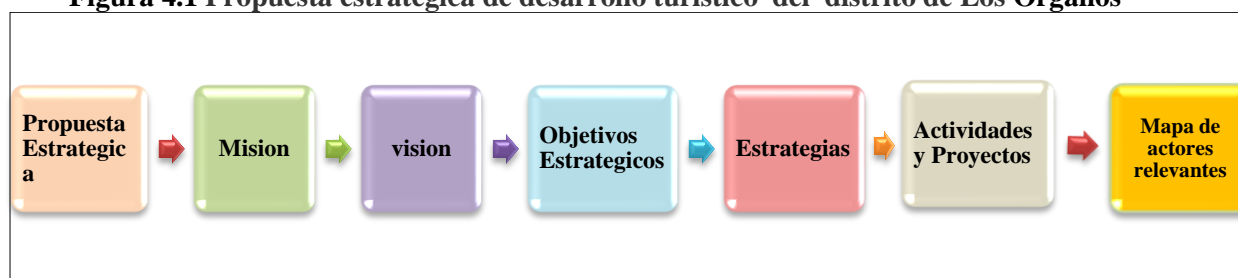 Figura 4.1 Propuesta estratégica de desarrollo turístico del distrito de Los Órganos
Propuesta
Estrategic
a
Mision
vision
Objetivos
Estrategicos
Estrategias
Actividades
y Proyectos
Mapa de
actores
relevantes